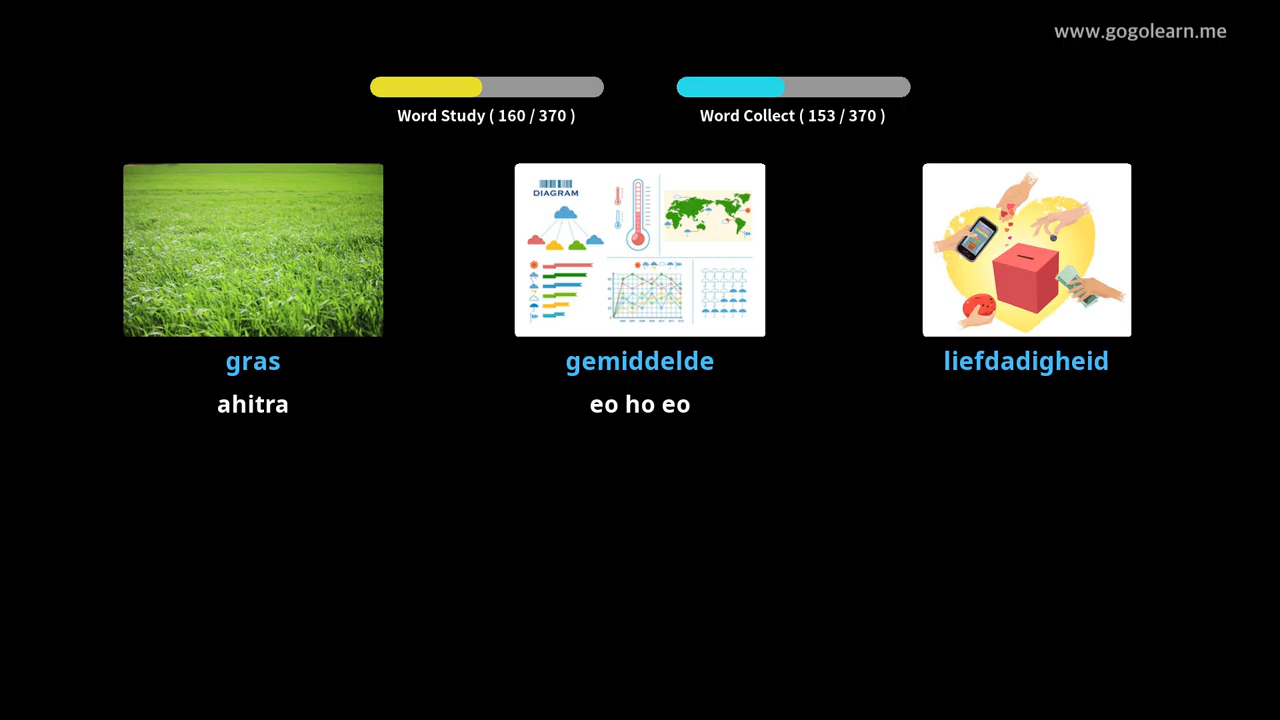 www.gogolearn.me
Word Study ( 160 / 370 )
Word Collect ( 153 / 370 )
DIAGRAM
gras
gemiddelde
liefdadigheid
ahitra
eo ho eo